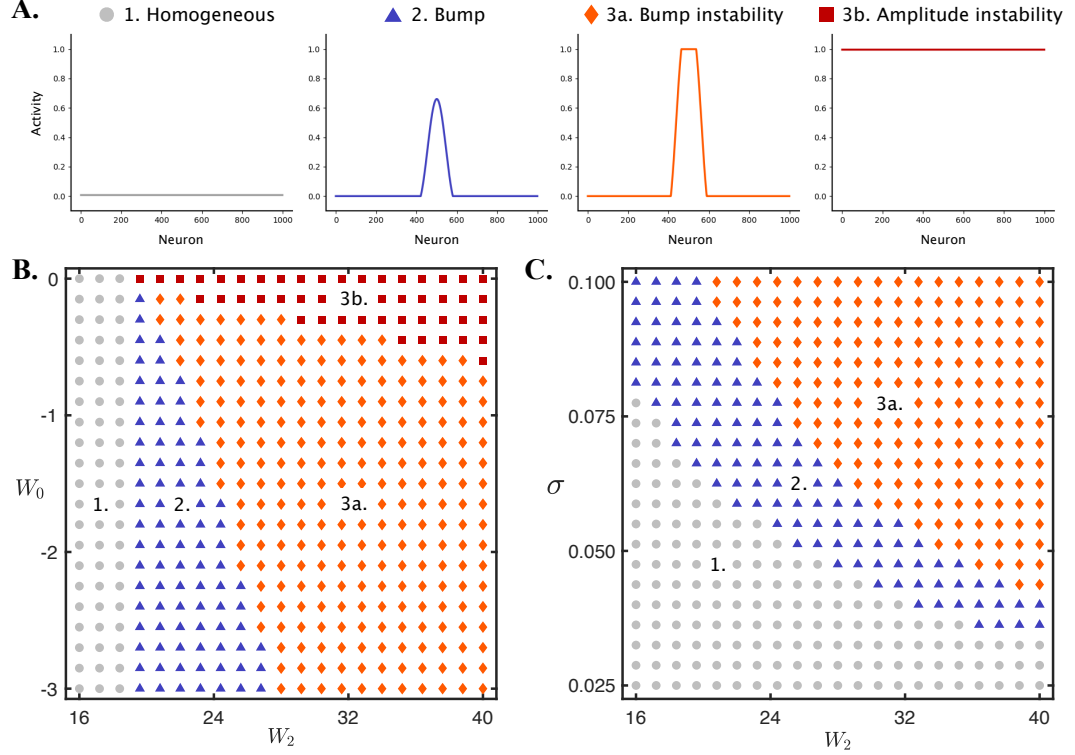 A. 1. Homogeneous 2. Bump 3a. Bump instability 3b. Amplitude instability
1.0 1.0 1.0 1.0
0.8 0.8 0.8 0.8
0.6 0.6 0.6 0.6
Activity
0.4 0.4 0.4 0.4
0.2 0.2 0.2 0.2
0.0 0.0 0.0 0.0
0 200 400 600 800 1000 0 200 400 600 800 1000 0 200 400 600 800 1000 0 200 400 600 800 1000
Neuron Neuron Neuron Neuron
B.
0
-1
-2
-3
W0
1. 2. 3a. 3b.
16 24 32 40
W2
C.
0.100
0.075
0.050
0.025
σ
1. 2. 3a.
16 24 32 40
W2